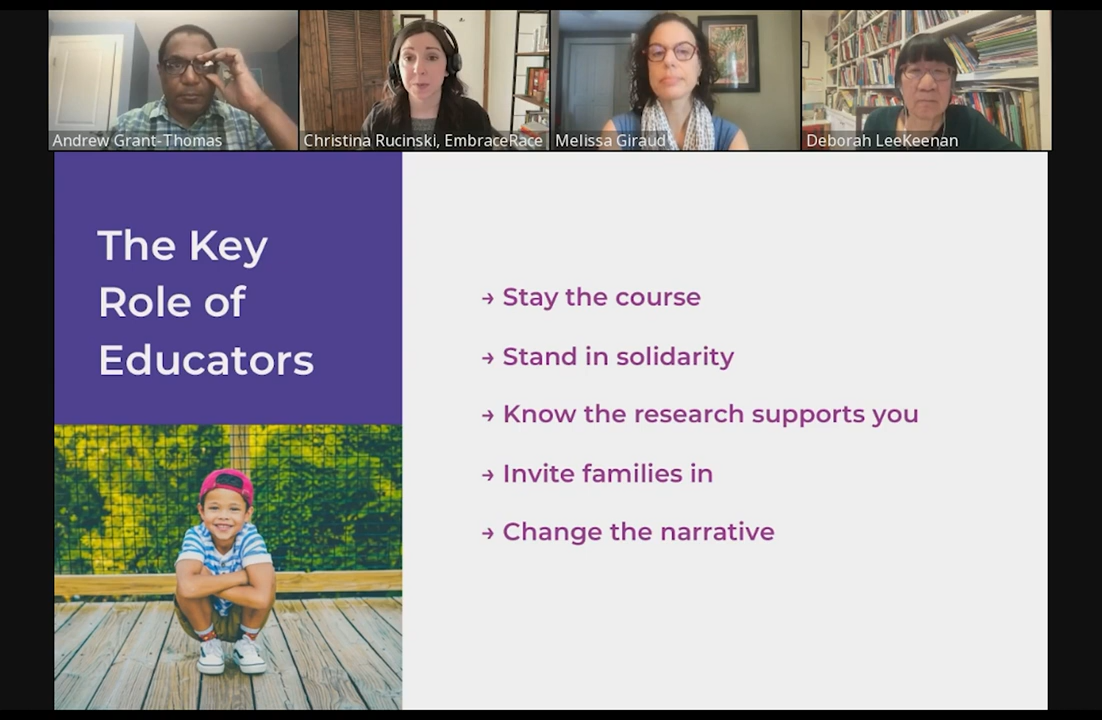 Andrew Grant-Thomas
Christina Rucinski, EmbraceRace
Melissa Giraud
Deborah LeeKeenan
The Key
Role of
Educators
→ Stay the course
→ Stand in solidarity
→ Know the research supports you
→ Invite families in
→ Change the narrative